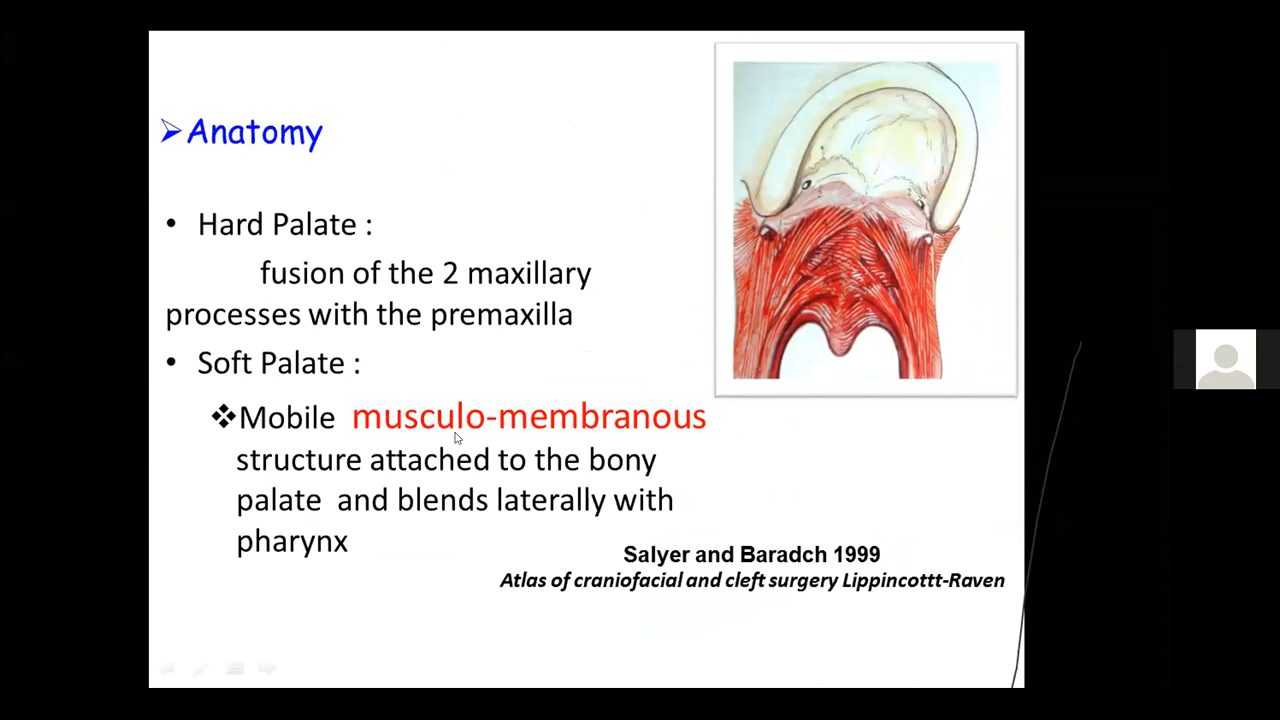 Anatomy
Hard Palate :
fusion of the 2 maxillary
processes with the premaxilla
Soft Palate :
Mobile musculo-membranous
structure attached to the bony
palate and blends laterally with
pharynx
Salyer and Baradch 1999
Atlas of craniofacial and cleft surgery Lippincottt-Raven